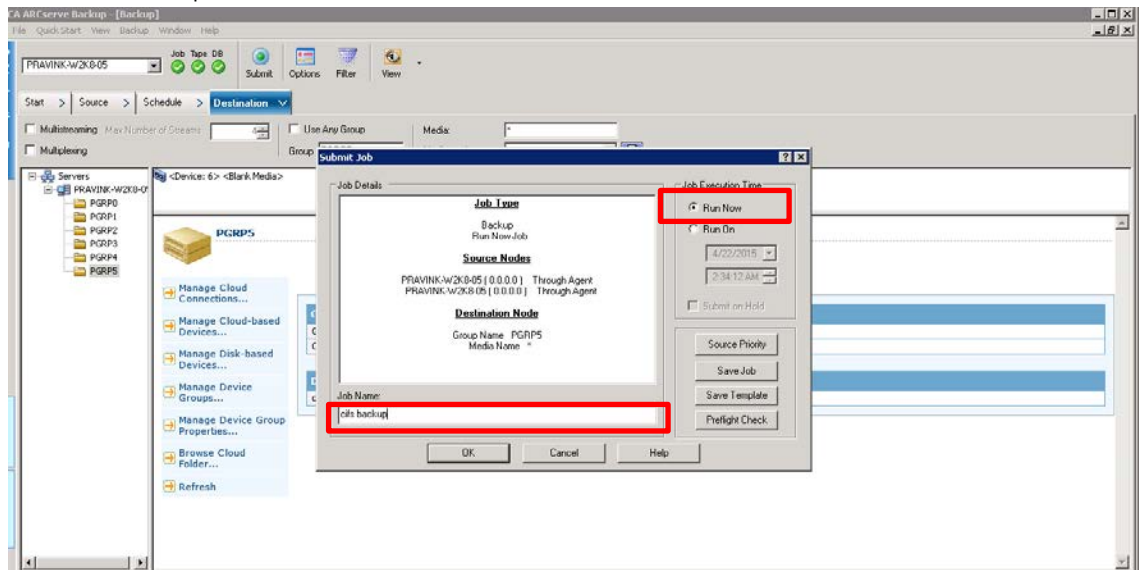 CA ARCserve Backup - [Backup]
File Quick Start View Backup Window Help
PRAVINK-W2K8-05
Job Tape DB
Submit Options Filter View
Start > Source > Schedule > Destination
Multistreaming Max Number of Streams
Use Any Group
Media: *
Multiplexing
Group
Servers
PRAVINK-W2K8-0
PGRP0
PGRP1
PGRP2
PGRP3
PGRP4
PGRP5
<Device: 6> <Blank Media>
PGRP5
Manage Cloud
Connections...
Manage Cloud-based
Devices...
Manage Disk-based
Devices...
Manage Device
Groups...
Manage Device Group
Properties...
Browse Cloud
Folder...
Refresh
Submit Job
Job Details
Job Type
Backup
Run Now Job
Source Nodes
PRAVINK-W2K8-05 [ 0.0.0.0 ] Through Agent
PRAVINK-W2K8-05 [ 0.0.0.0 ] Through Agent
Destination Node
Group Name PGRP5
Media Name *
Job Name:
cifs backup
Job Execution Time
Run Now
Run On
4/22/2015
2:34:12 AM
Submit on Hold
Source Priority
Save Job
Save Template
Preflight Check
OK Cancel Help